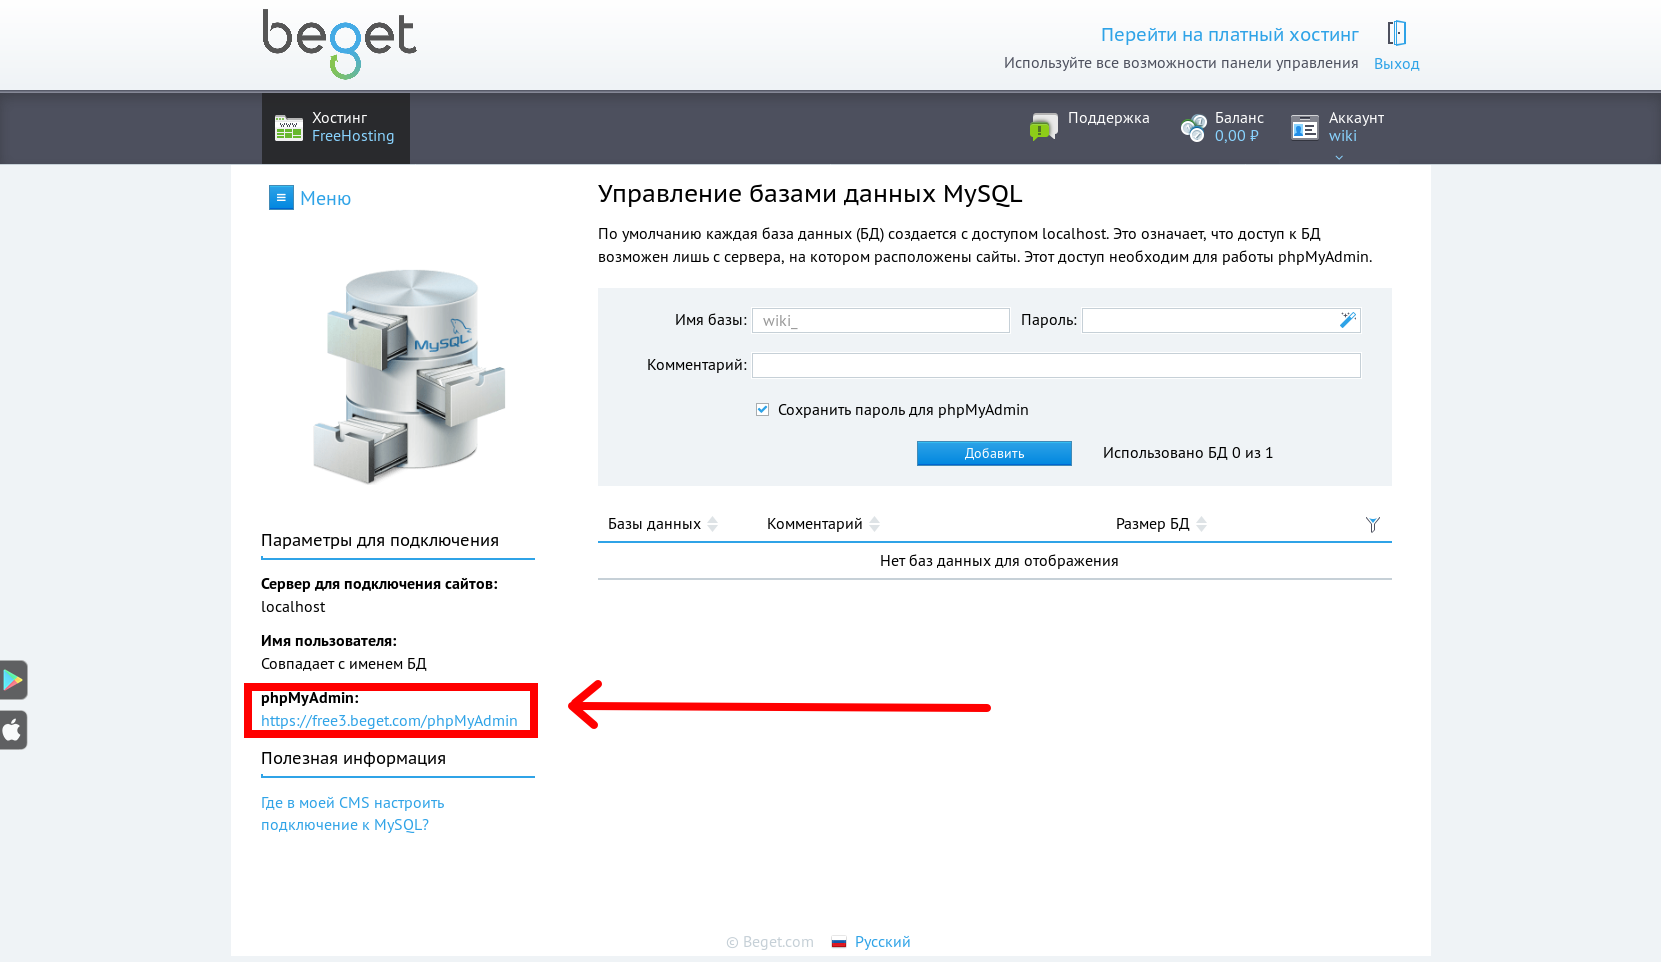 beget
Перейти на платный хостинг
Используйте все возможности панели управления
Выход
Хостинг
FreeHosting
Поддержка
Баланс
0,00 ₽
Аккаунт
wiki
Меню
MySQL
Параметры для подключения
Сервер для подключения сайтов:
localhost
Имя пользователя:
Совпадает с именем БД
phpMyAdmin:
https://free3.beget.com/phpMyAdmin
Полезная информация
Где в моей CMS настроить
подключение к MySQL?
Управление базами данных MySQL
По умолчанию каждая база данных (БД) создается с доступом localhost. Это означает, что доступ к БД
возможен лишь с сервера, на котором расположены сайты. Этот доступ необходим для работы phpMyAdmin.
Имя базы: wiki_ Пароль:
Комментарий:
Сохранить пароль для phpMyAdmin
Добавить Использовано БД 0 из 1
Базы данных Комментарий Размер БД
Нет баз данных для отображения
© Beget.com Русский